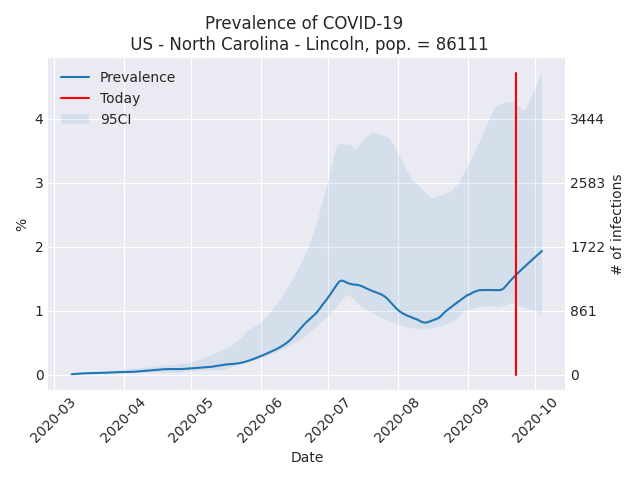 Prevalence of COVID-19
US - North Carolina - Lincoln, pop. = 86111
Prevalence
Today
95CI
4
3
2
1
0
%
3444
2583
1722
861
0
# of infections
2020-03
2020-04
2020-05
2020-06
2020-07
2020-08
2020-09
2020-10
Date